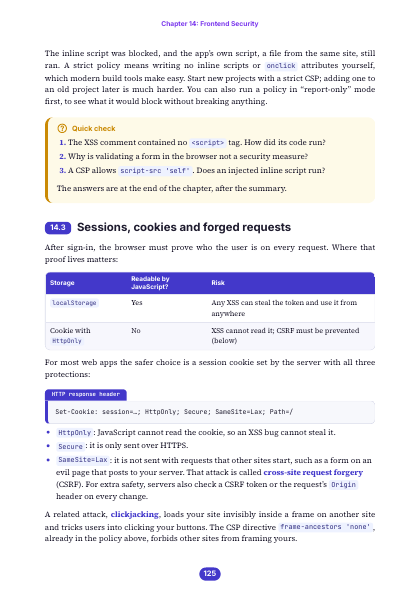 Chapter 14: Frontend Security
The inline script was blocked, and the app's own script, a file from the same site, still
ran. A strict policy means writing no inline scripts or onclick attributes yourself,
which modern build tools make easy. Start new projects with a strict CSP; adding one to
an old project later is much harder. You can also run a policy in “report-only” mode
first, to see what it would block without breaking anything.
Quick check
1. The XSS comment contained no <script> tag. How did its code run?
2. Why is validating a form in the browser not a security measure?
3. A CSP allows script-src 'self' . Does an injected inline script run?
The answers are at the end of the chapter, after the summary.
14.3 Sessions, cookies and forged requests
After sign-in, the browser must prove who the user is on every request. Where that
proof lives matters:
Storage Readable by JavaScript? Risk
localStorage Yes Any XSS can steal the token and use it from
anywhere
Cookie with No XSS cannot read it; CSRF must be prevented
HttpOnly (below)
For most web apps the safer choice is a session cookie set by the server with all three
protections:
HTTP response header
Set-Cookie: session=…; HttpOnly; Secure; SameSite=Lax; Path=/
• HttpOnly : JavaScript cannot read the cookie, so an XSS bug cannot steal it.
• Secure : it is only sent over HTTPS.
• SameSite=Lax : it is not sent with requests that other sites start, such as a form on an
evil page that posts to your server. That attack is called cross-site request forgery
(CSRF). For extra safety, servers also check a CSRF token or the request's Origin
header on every change.
A related attack, clickjacking, loads your site invisibly inside a frame on another site
and tricks users into clicking your buttons. The CSP directive frame-ancestors 'none' ,
already in the policy above, forbids other sites from framing yours.
125